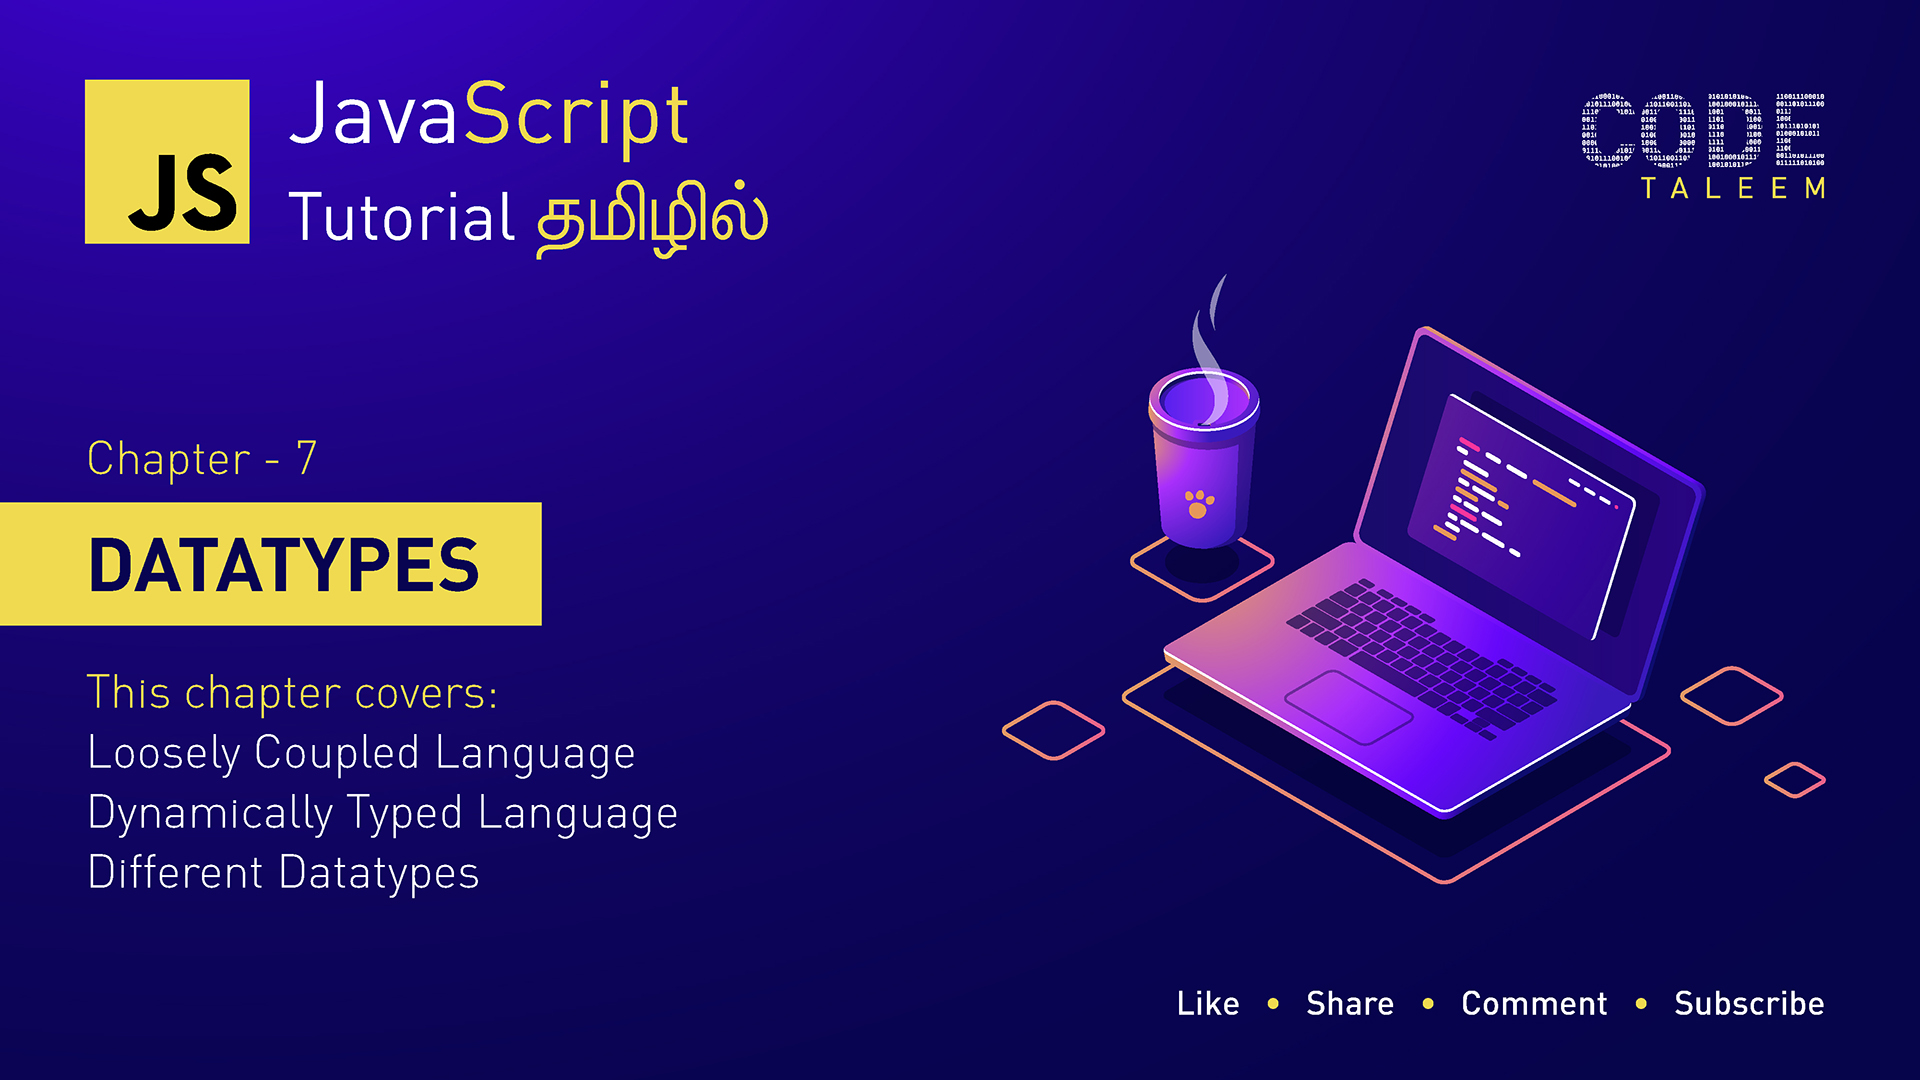 JS
JavaScript
Tutorial தமிழில்
CODE
TALEEM
Chapter - 7
DATATYPES
This chapter covers:
Loosely Coupled Language
Dynamically Typed Language
Different Datatypes
Like • Share • Comment • Subscribe